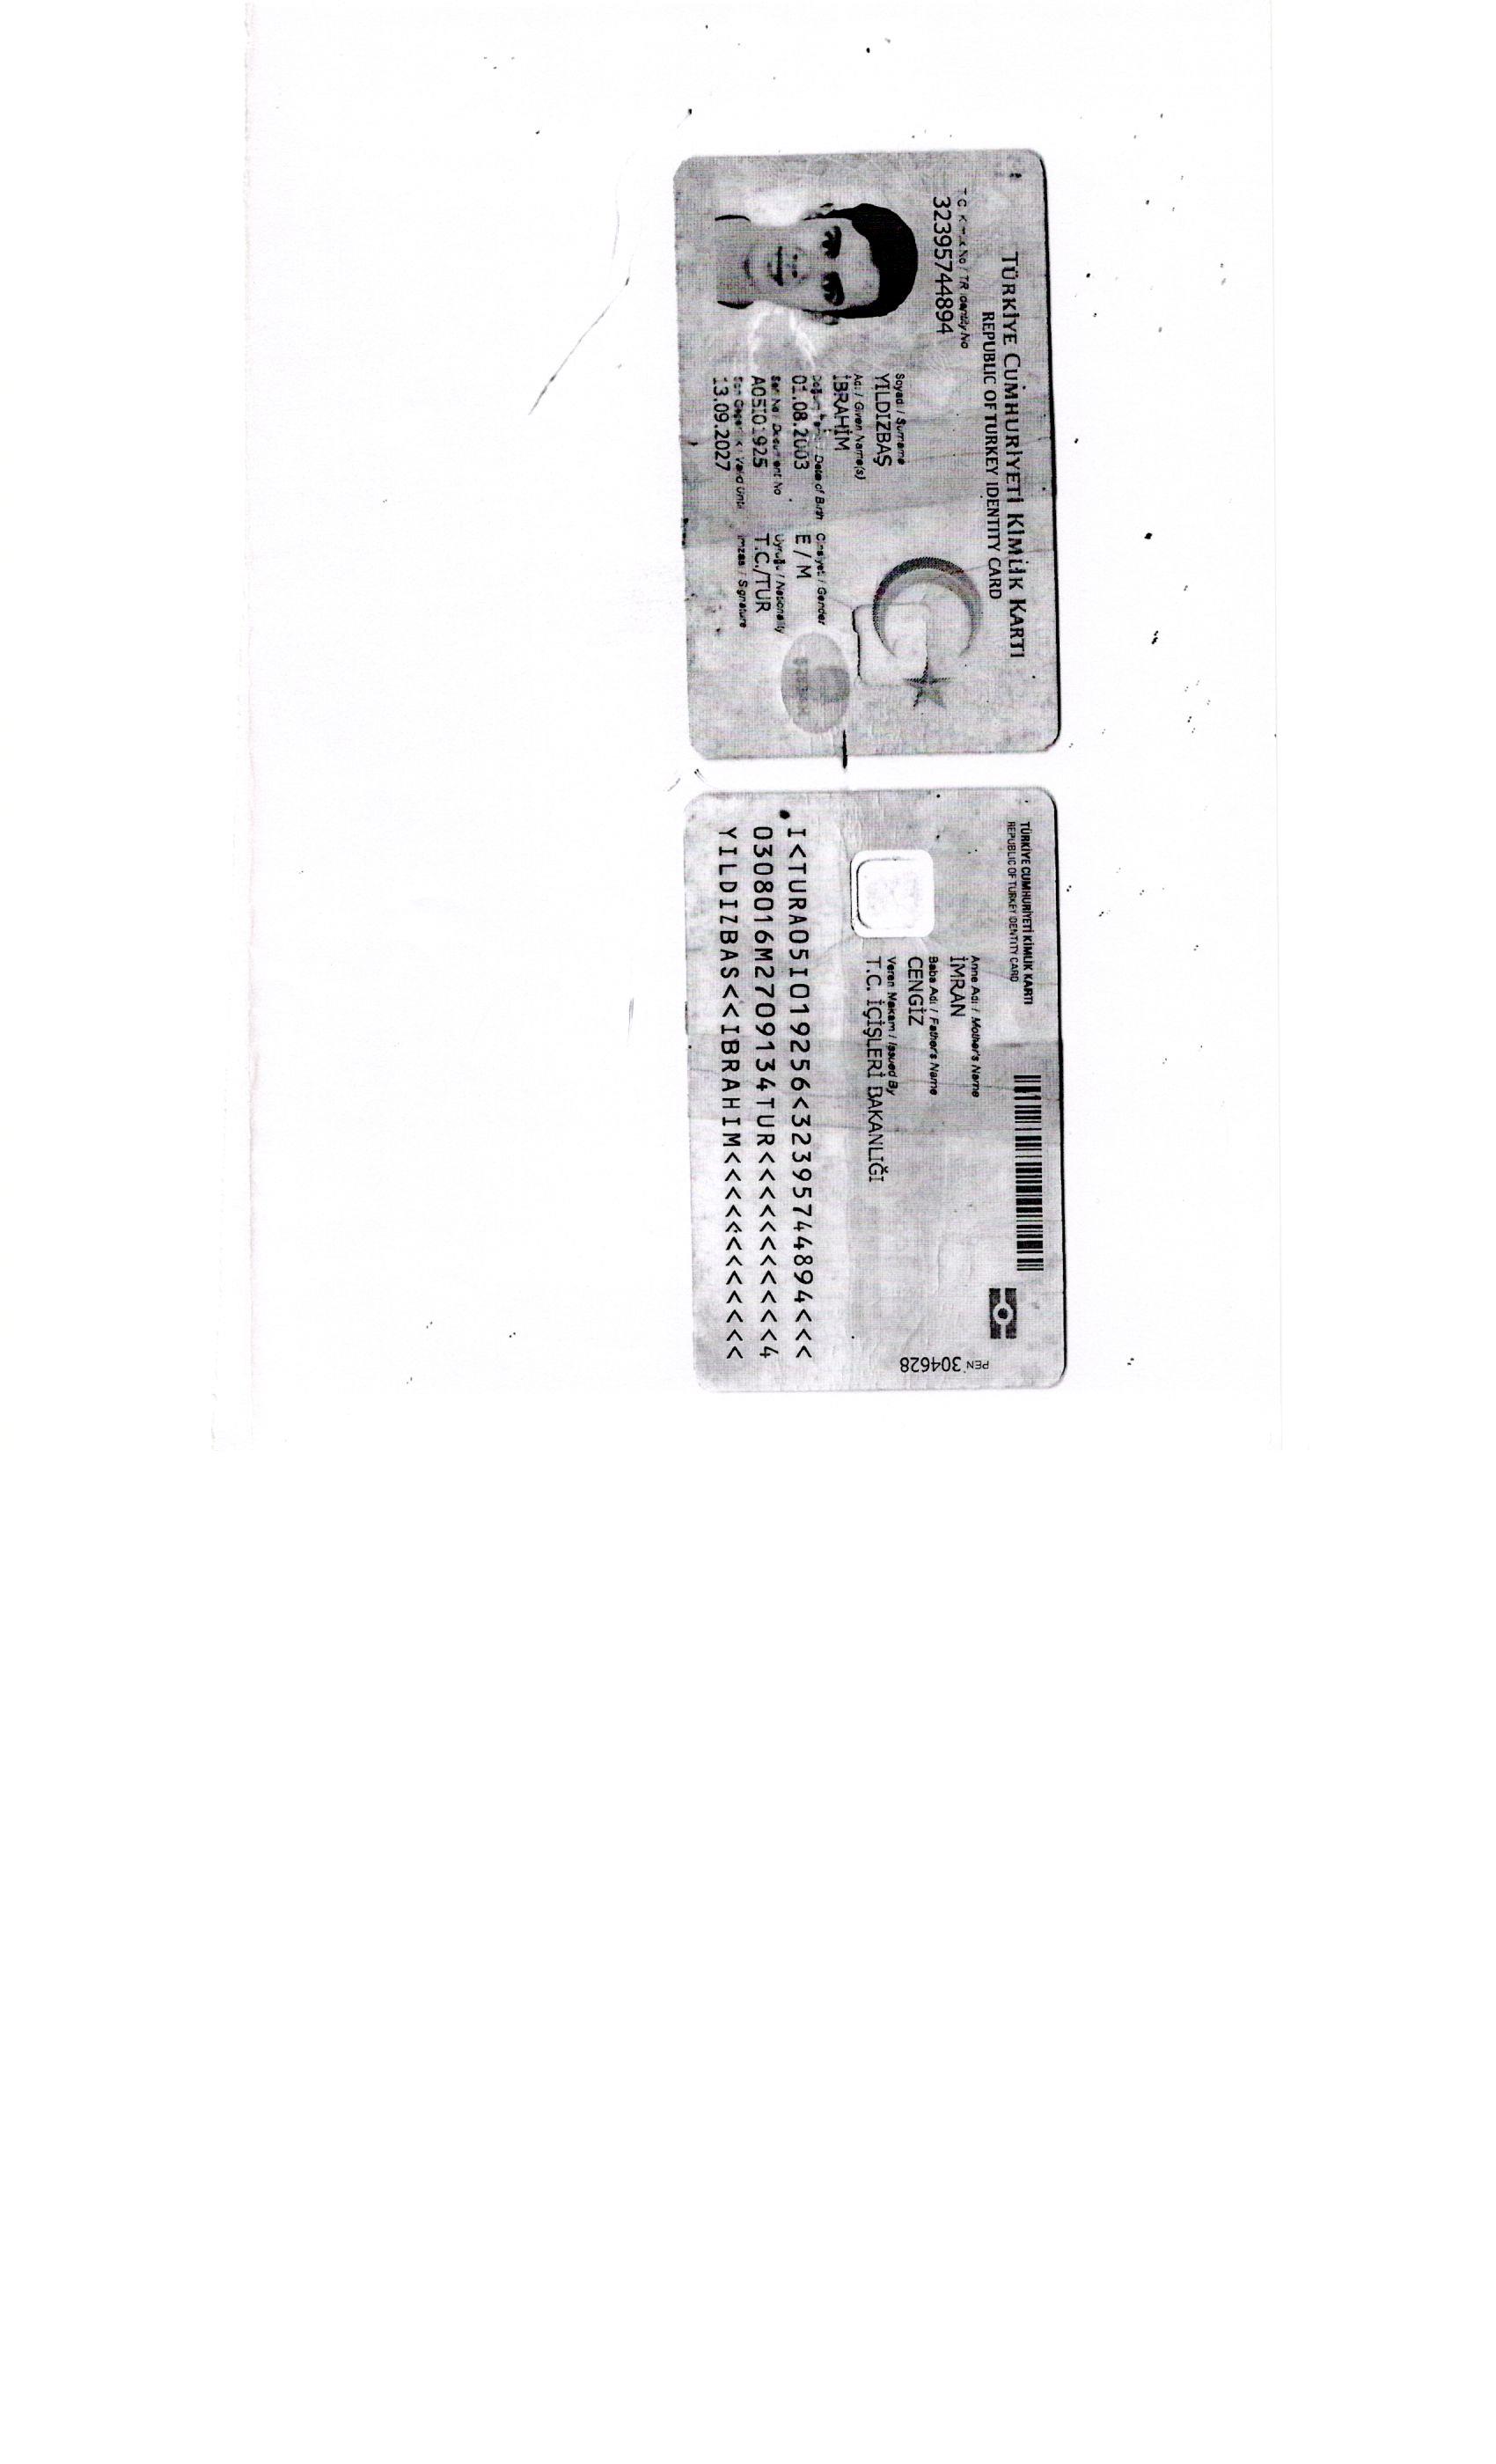 TÜRKİYE CUMHURİYETİ KİMLİK KARTI
REPUBLIC OF TURKEY IDENTITY CARD
T.C. Kimlik No / TR Identity No
32395744894
Soyadı / Surname
YILDIZBAŞ
Adı / Given Name(s)
İBRAHİM
Doğum Tarihi / Date of Birth Cinsiyet / Gender
01.08.2003 E / M
Seri No / Document No Uyruğu / Nationality
A05I01925 T.C./TUR
Son Geçerlilik / Valid Until İmzası / Signature
13.09.2027
TÜRKİYE CUMHURİYETİ KİMLİK KARTI
REPUBLIC OF TURKEY IDENTITY CARD
Anne Adı / Mother's Name
İMRAN
Baba Adı / Father's Name
CENGİZ
Veren Makam / Issued By
T.C. İÇİŞLERİ BAKANLIĞI
PEN 304628
I<TURA05I019256<32395744894<<<
0308016M2709134TUR<<<<<<<<<<<4
YILDIZBAS<<IBRAHIM<<<<<<<<<<<<